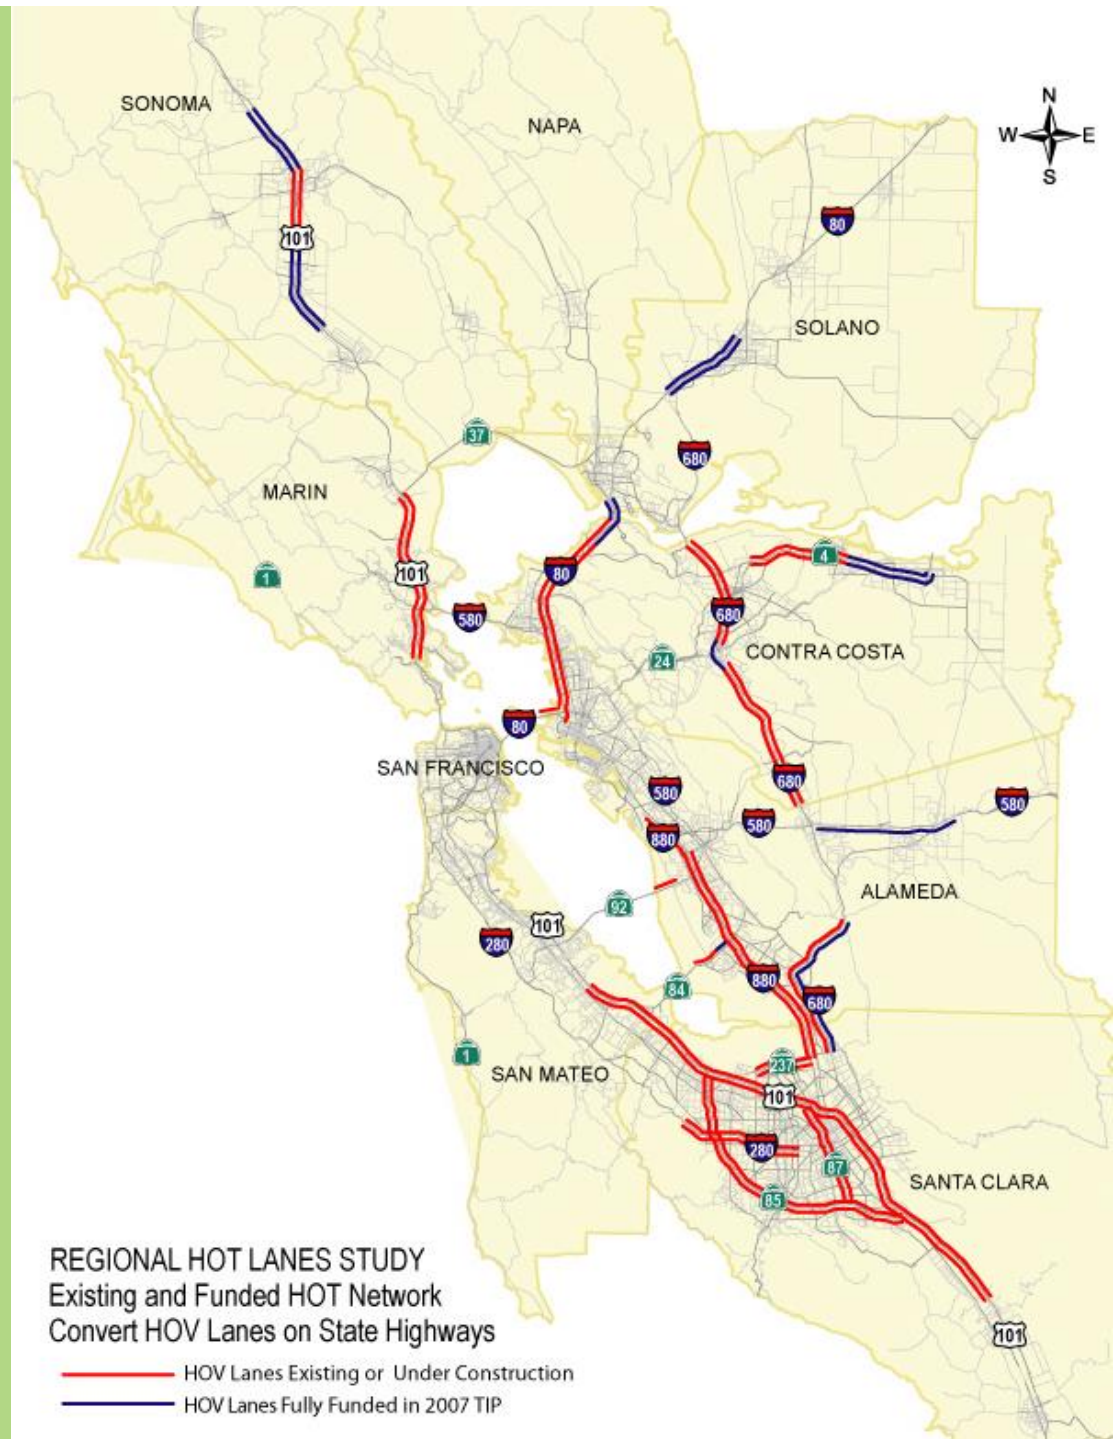 SONOMA
NAPA
N
W
E
S
80
101
SOLANO
37
680
MARIN
4
80
101
1
580
680
24
CONTRA COSTA
80
SAN FRANCISCO
680
580
580
580
880
ALAMEDA
92
101
280
880
84
680
1
SAN MATEO
237
101
280
87
SANTA CLARA
85
REGIONAL HOT LANES STUDY
Existing and Funded HOT Network
Convert HOV Lanes on State Highways
101
HOV Lanes Existing or Under Construction
HOV Lanes Fully Funded in 2007 TIP